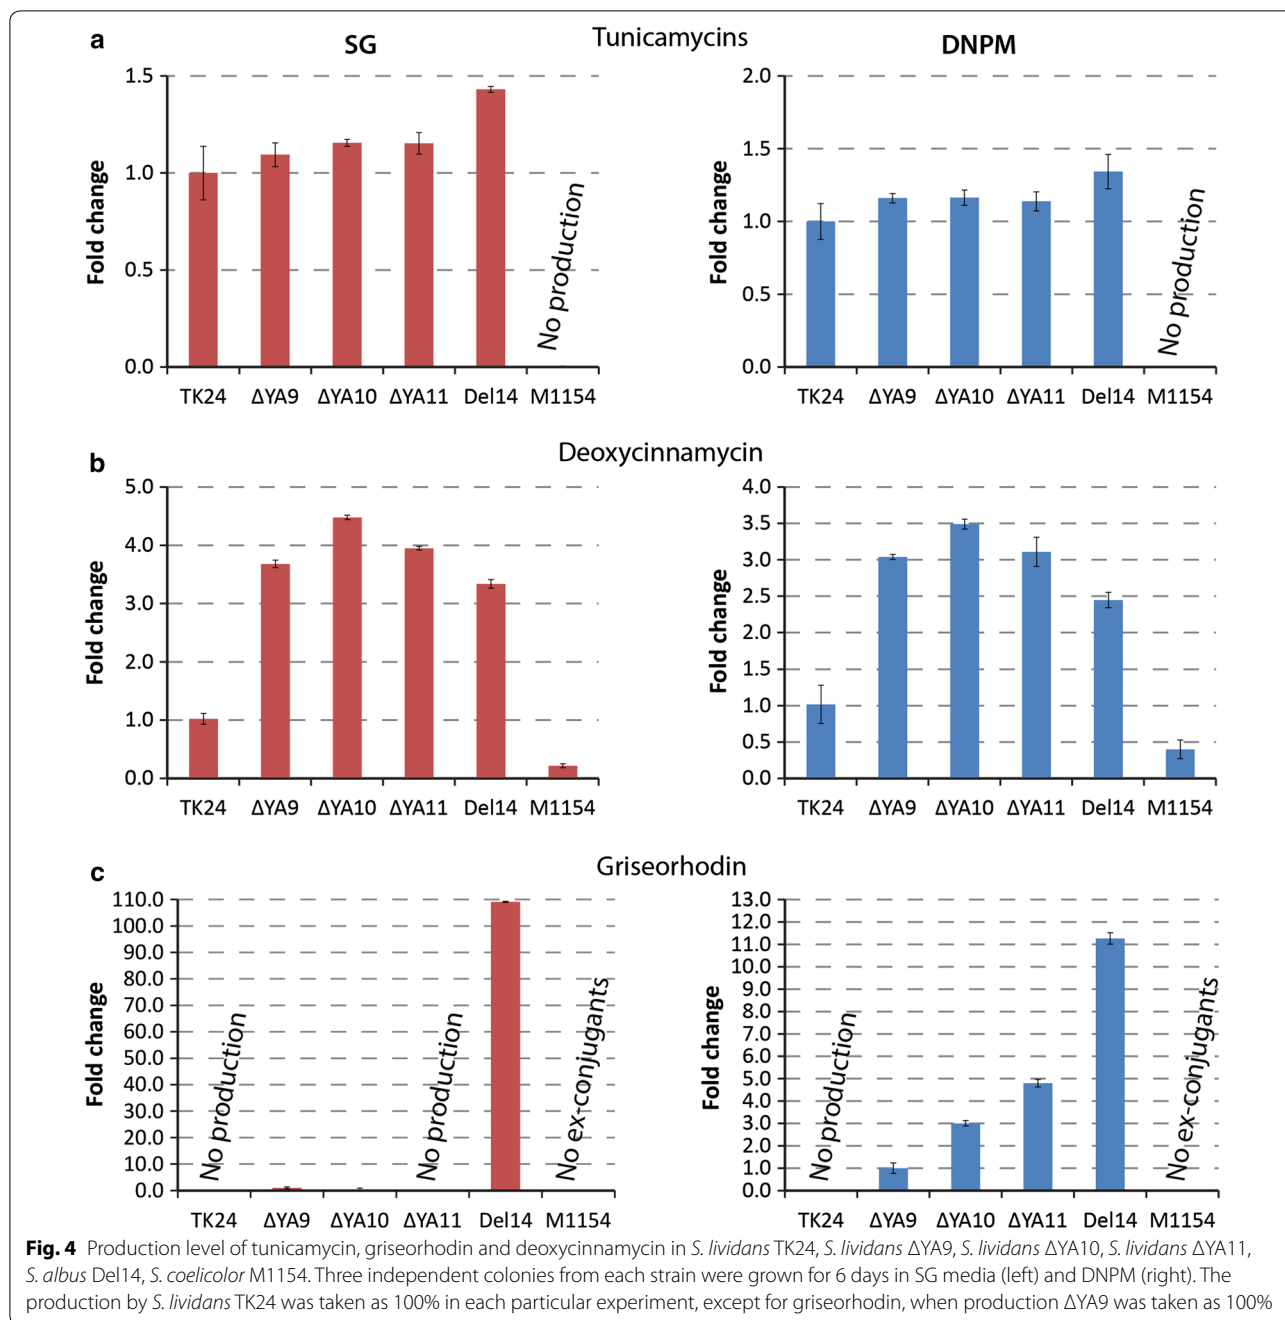 a
Tunicamycins
SG
DNPM
Fold change
1.5
1.0
0.5
0.0
No production
TK24 ΔYA9 ΔYA10 ΔYA11 Del14 M1154
Fold change
2.0
1.5
1.0
0.5
0.0
No production
TK24 ΔYA9 ΔYA10 ΔYA11 Del14 M1154
b
Deoxycinnamycin
Fold change
5.0
4.0
3.0
2.0
1.0
0.0
TK24 ΔYA9 ΔYA10 ΔYA11 Del14 M1154
Fold change
4.0
3.5
3.0
2.5
2.0
1.5
1.0
0.5
0.0
TK24 ΔYA9 ΔYA10 ΔYA11 Del14 M1154
c
Griseorhodin
Fold change
110.0
100.0
90.0
80.0
70.0
60.0
50.0
40.0
30.0
20.0
10.0
0.0
No production
No production
No ex-conjugants
TK24 ΔYA9 ΔYA10 ΔYA11 Del14 M1154
Fold change
13.0
12.0
11.0
10.0
9.0
8.0
7.0
6.0
5.0
4.0
3.0
2.0
1.0
0.0
No production
No ex-conjugants
TK24 ΔYA9 ΔYA10 ΔYA11 Del14 M1154
Fig. 4 Production level of tunicamycin, griseorhodin and deoxycinnamycin in S. lividans TK24, S. lividans ΔYA9, S. lividans ΔYA10, S. lividans ΔYA11,
S. albus Del14, S. coelicolor M1154. Three independent colonies from each strain were grown for 6 days in SG media (left) and DNPM (right). The
production by S. lividans TK24 was taken as 100% in each particular experiment, except for griseorhodin, when production ΔYA9 was taken as 100%